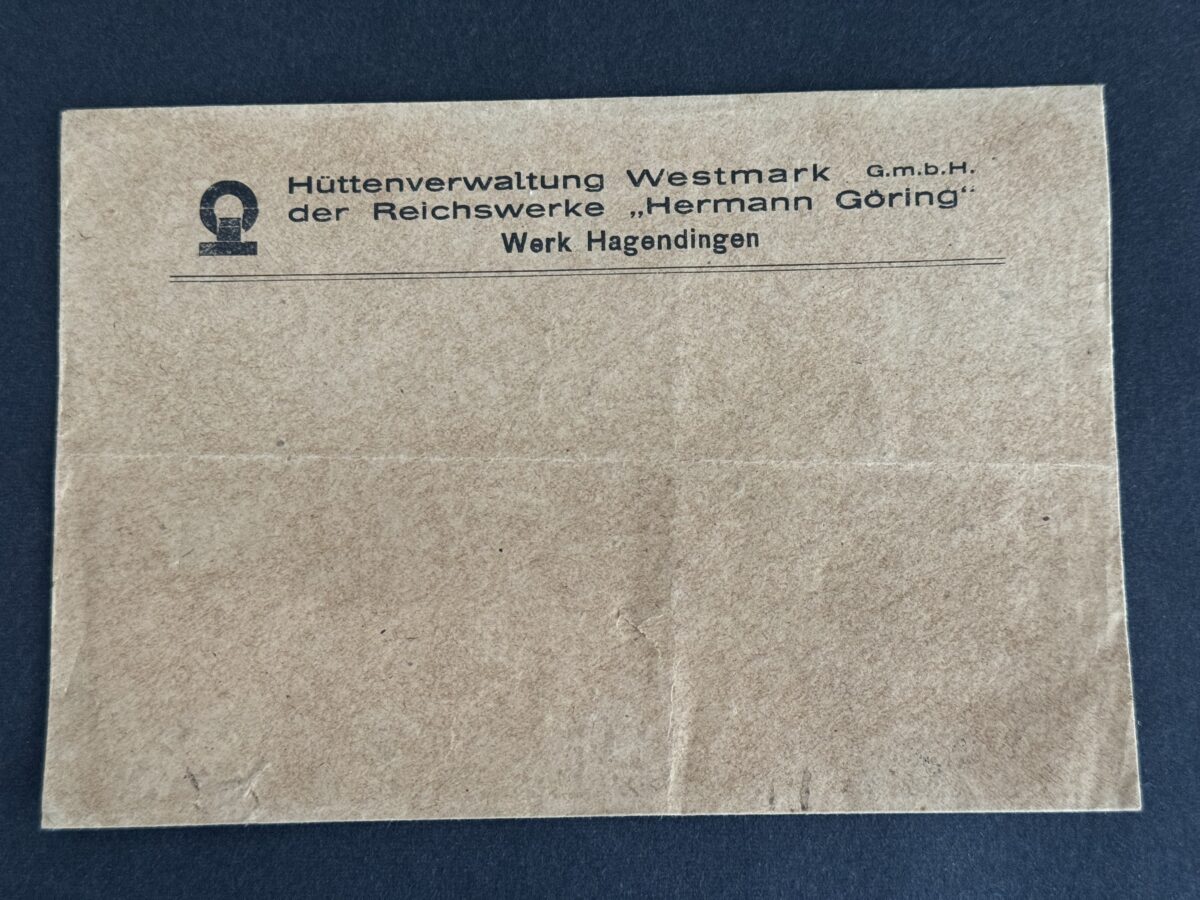 Hüttenverwaltung Westmark G.m.b.H.
der Reichswerke „Hermann Göring“
Werk Hagendingen